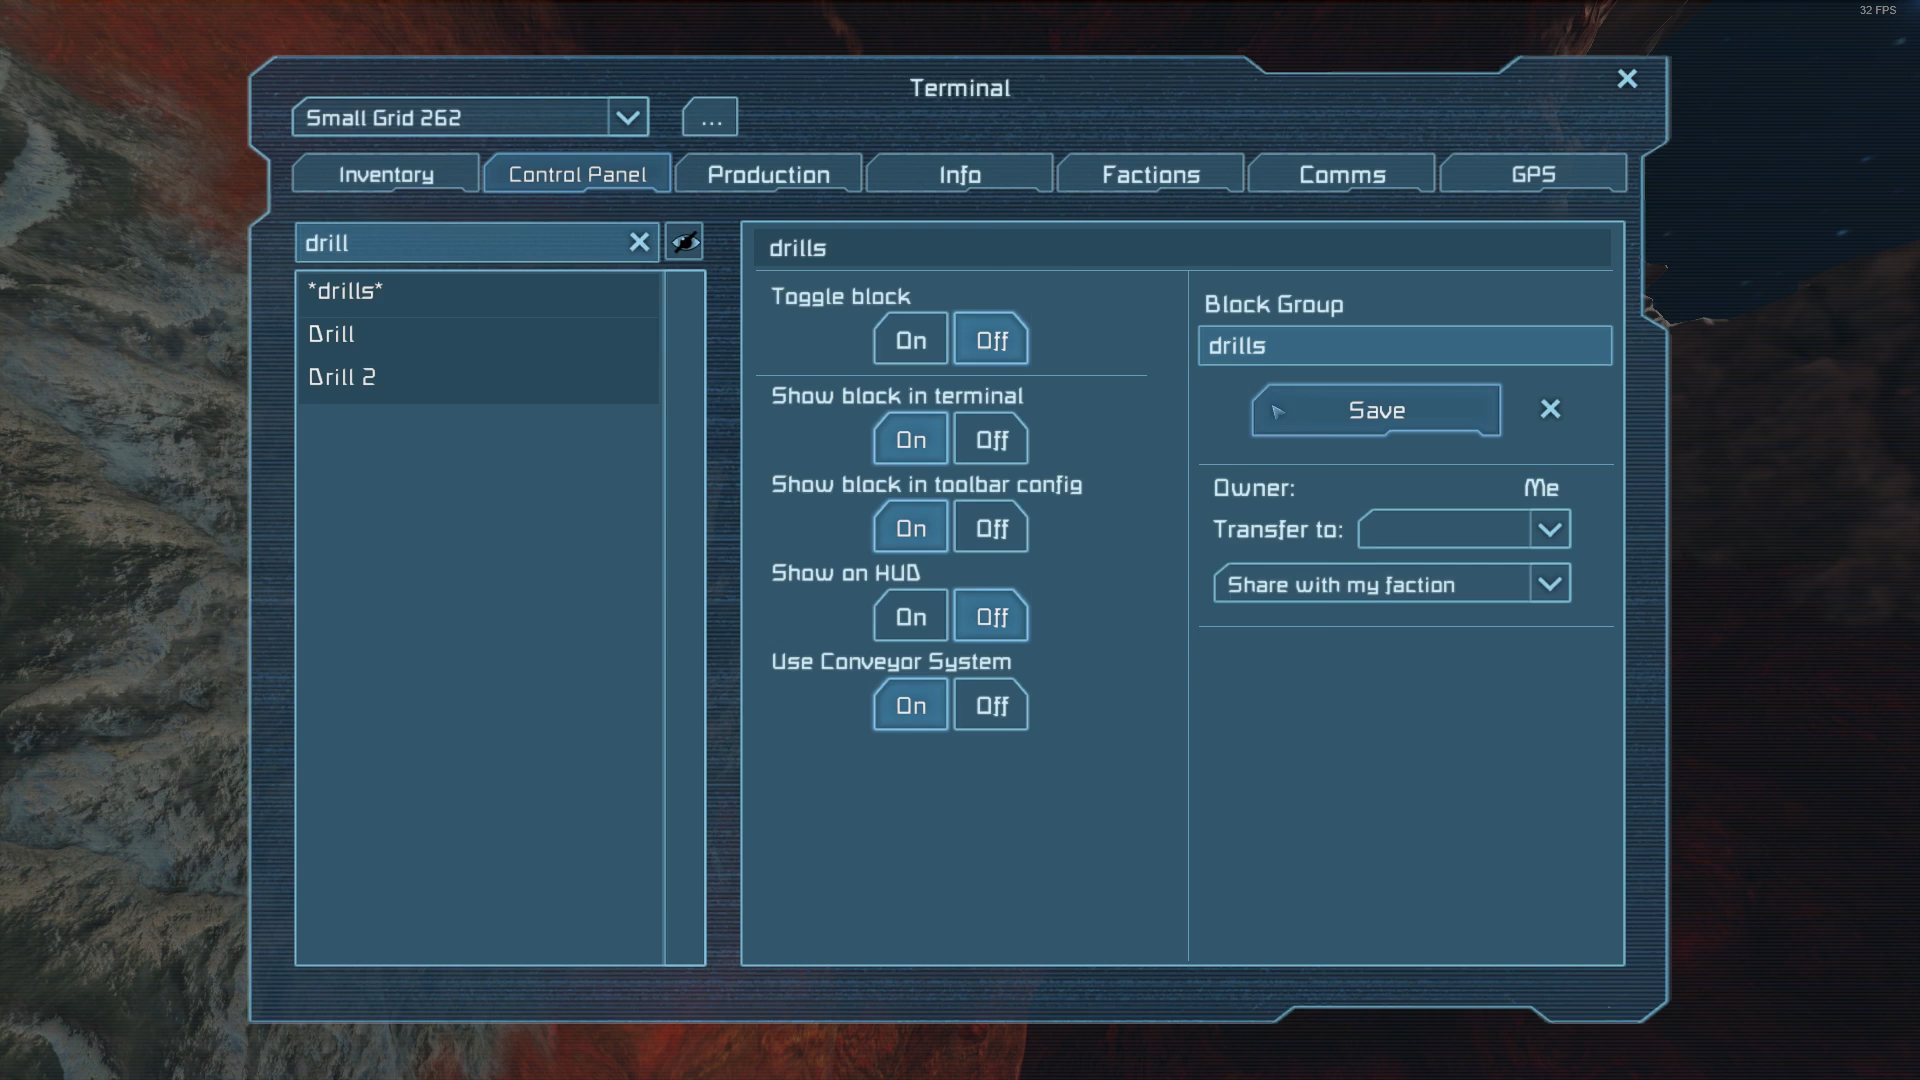 32 FPS
Terminal
Small Grid 262
...
Inventory
Control Panel
Production
Info
Factions
Comms
GPS
drill
*drills*
Drill
Drill 2
drills
Toggle block
On
Off
Show block in terminal
On
Off
Show block in toolbar config
On
Off
Show on HUD
On
Off
Use Conveyor System
On
Off
Block Group
drills
Save
Owner: Me
Transfer to:
Share with my faction